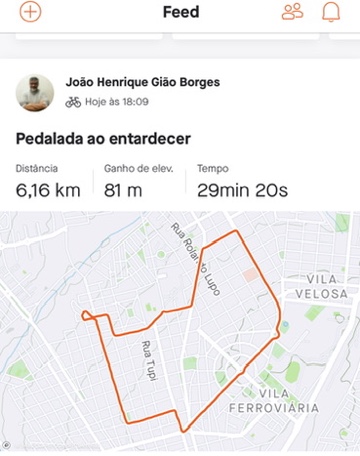 Feed
João Henrique Gião Borges
Hoje às 18:09
Pedalada ao entardecer
Distância
Ganho de elev.
Tempo
6,16 km
81 m
29min 20s
Rua Rolando Lupo
VILA
VELOSA
Rua Tupi
VILA
FERROVIÁRIA